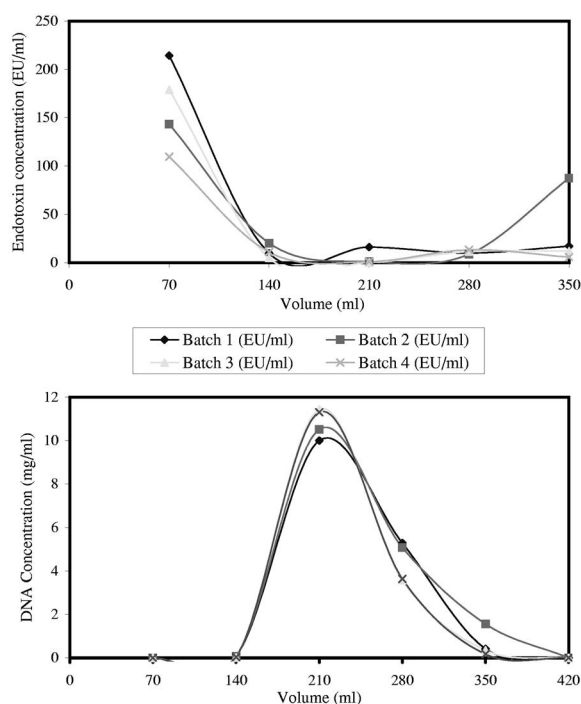 250
200
150
100
50
0
Endotoxin concentration (EU/ml)
0 70 140 210 280 350
Volume (ml)
Batch 1 (EU/ml) Batch 2 (EU/ml)
Batch 3 (EU/ml) Batch 4 (EU/ml)
12
10
8
6
4
2
0
DNA Concentration (mg/ml)
0 70 140 210 280 350 420
Volume (ml)